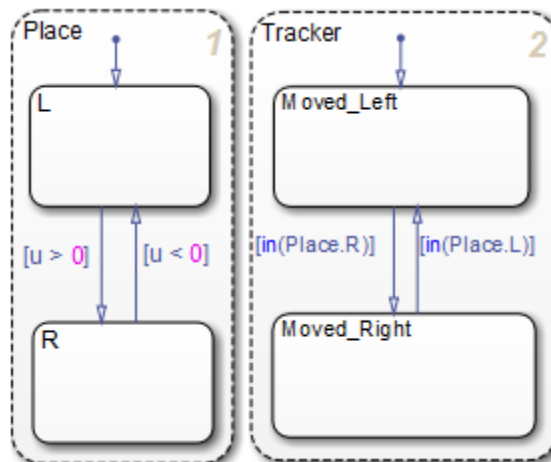 Place 1
L
[u > 0] [u < 0]
R
Tracker 2
Moved_Left
[in(Place.R)] [in(Place.L)]
Moved_Right